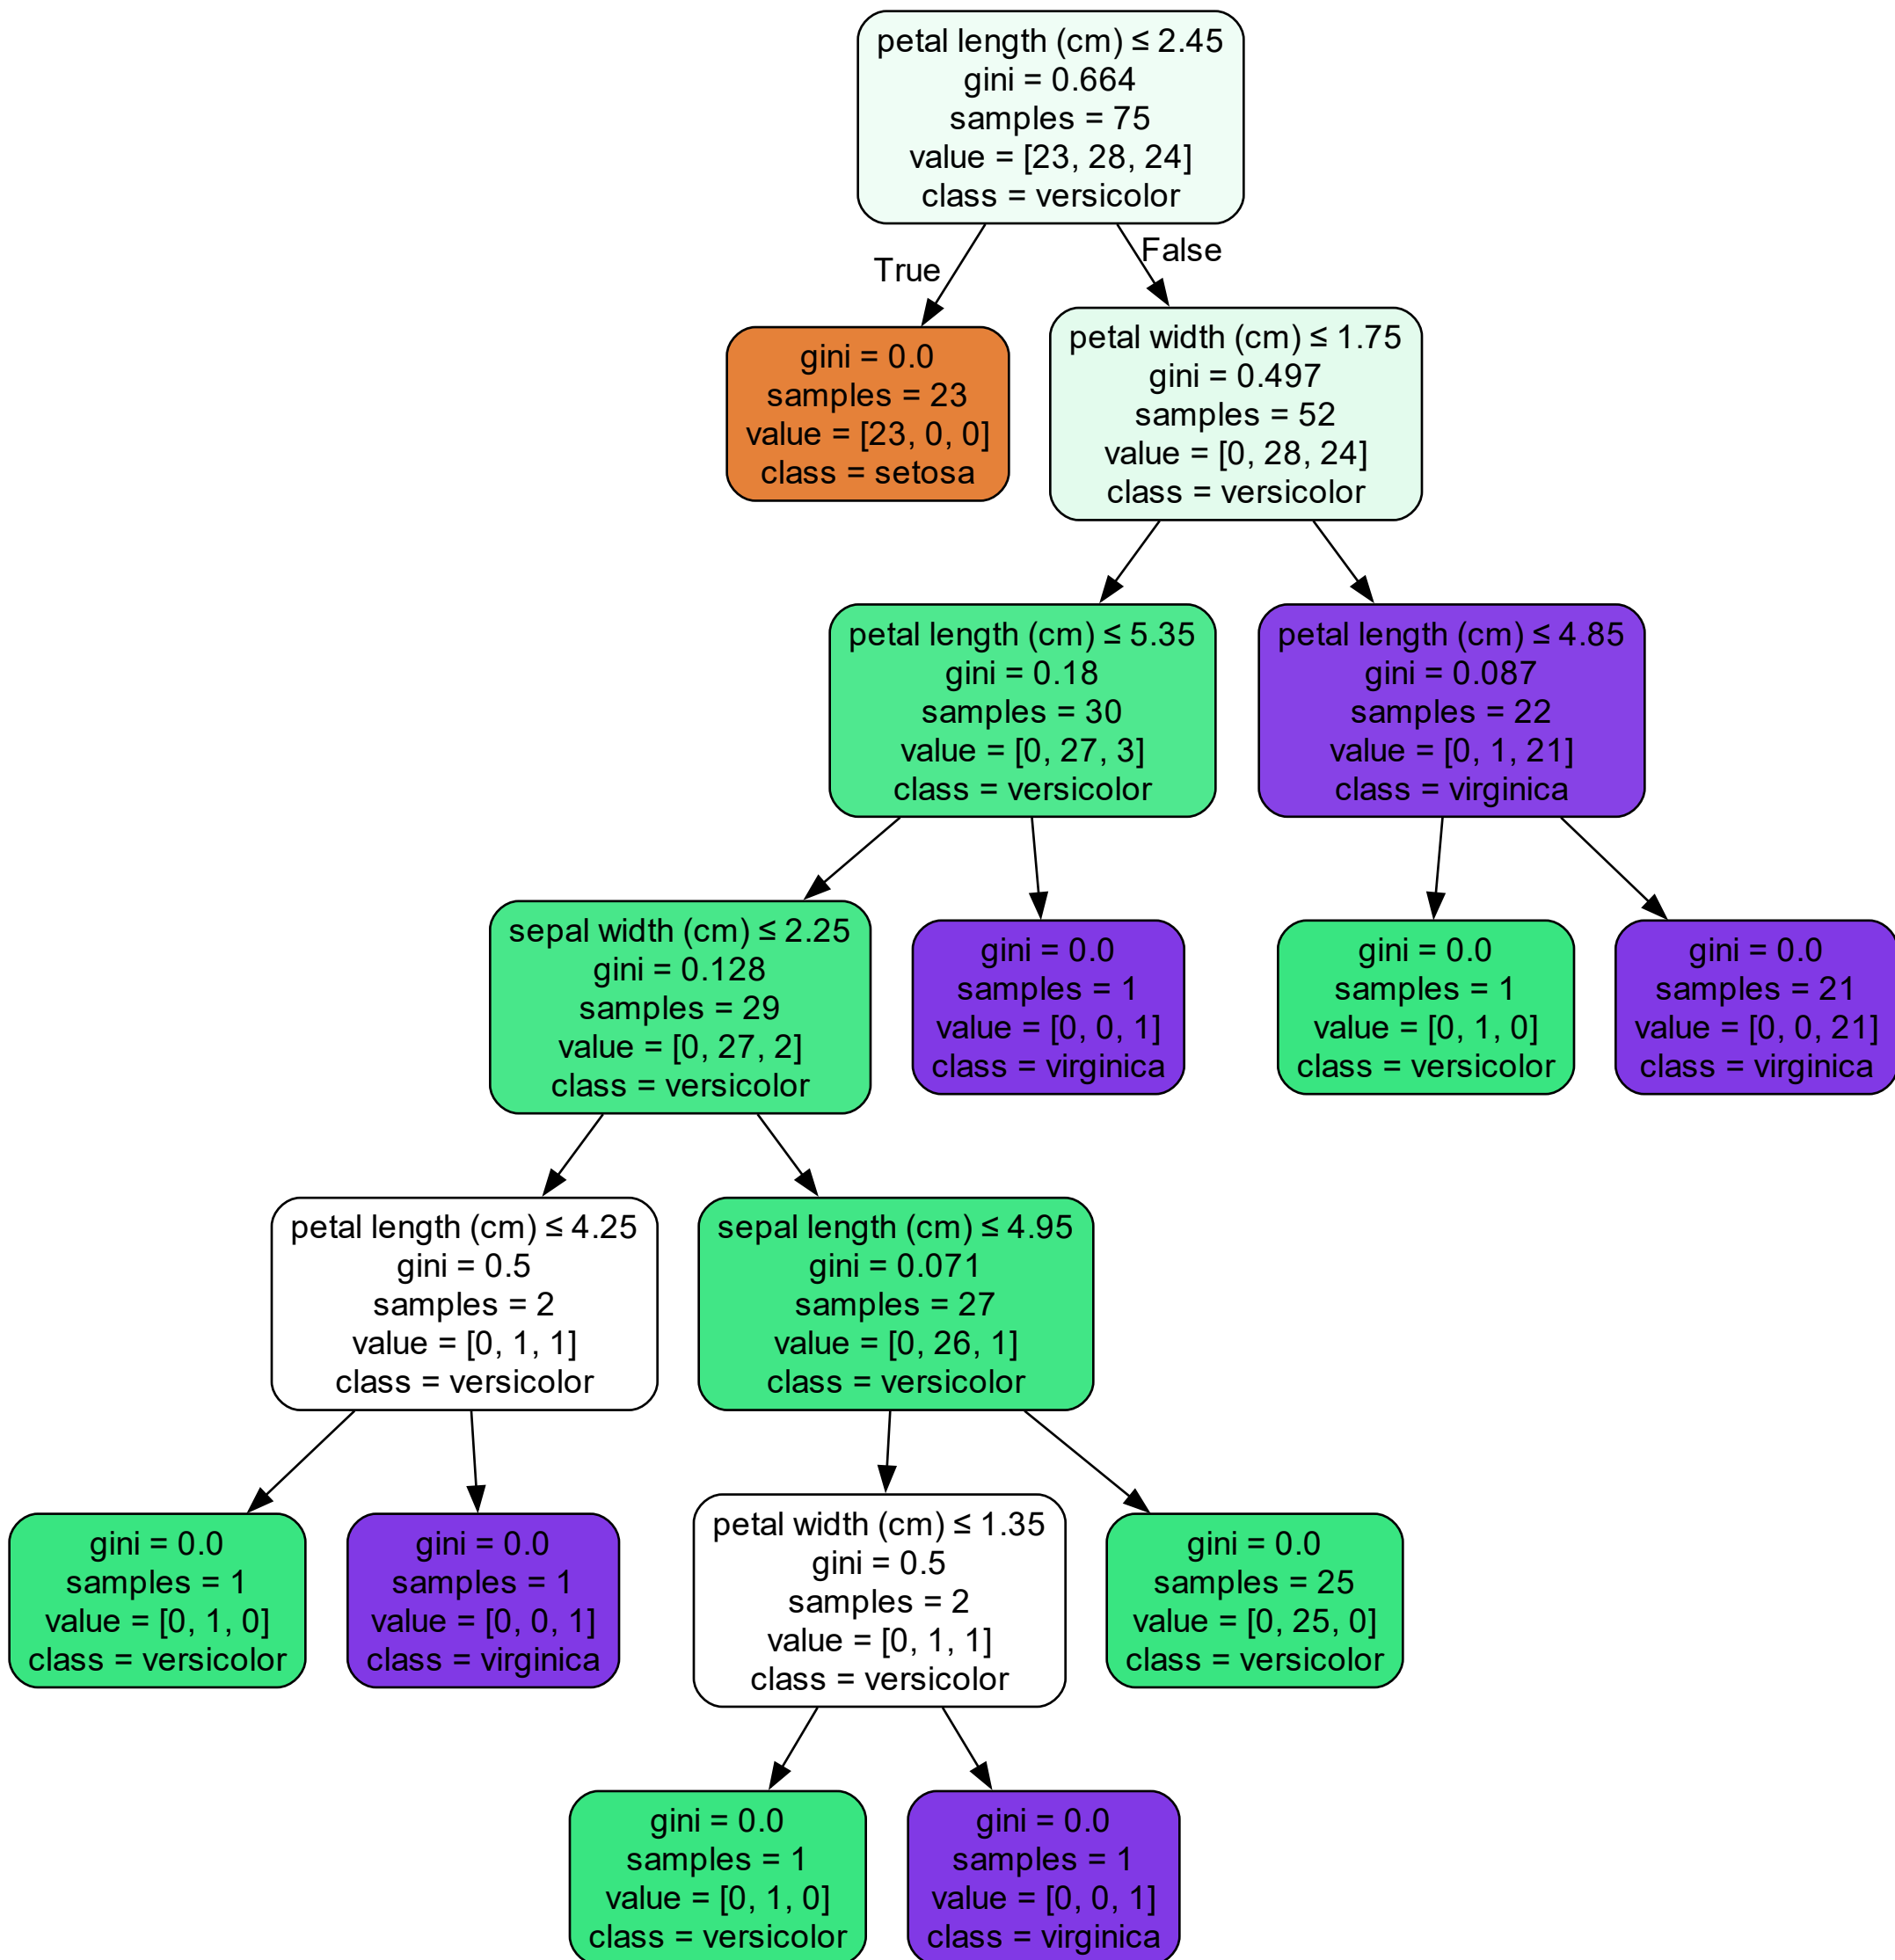 petal length (cm) ≤ 2.45
gini = 0.664
samples = 75
value = [23, 28, 24]
class = versicolor
True
False
gini = 0.0
samples = 23
value = [23, 0, 0]
class = setosa
petal width (cm) ≤ 1.75
gini = 0.497
samples = 52
value = [0, 28, 24]
class = versicolor
petal length (cm) ≤ 5.35
gini = 0.18
samples = 30
value = [0, 27, 3]
class = versicolor
petal length (cm) ≤ 4.85
gini = 0.087
samples = 22
value = [0, 1, 21]
class = virginica
sepal width (cm) ≤ 2.25
gini = 0.128
samples = 29
value = [0, 27, 2]
class = versicolor
gini = 0.0
samples = 1
value = [0, 0, 1]
class = virginica
gini = 0.0
samples = 1
value = [0, 1, 0]
class = versicolor
gini = 0.0
samples = 21
value = [0, 0, 21]
class = virginica
petal length (cm) ≤ 4.25
gini = 0.5
samples = 2
value = [0, 1, 1]
class = versicolor
sepal length (cm) ≤ 4.95
gini = 0.071
samples = 27
value = [0, 26, 1]
class = versicolor
gini = 0.0
samples = 1
value = [0, 1, 0]
class = versicolor
gini = 0.0
samples = 1
value = [0, 0, 1]
class = virginica
petal width (cm) ≤ 1.35
gini = 0.5
samples = 2
value = [0, 1, 1]
class = versicolor
gini = 0.0
samples = 25
value = [0, 25, 0]
class = versicolor
gini = 0.0
samples = 1
value = [0, 1, 0]
class = versicolor
gini = 0.0
samples = 1
value = [0, 0, 1]
class = virginica